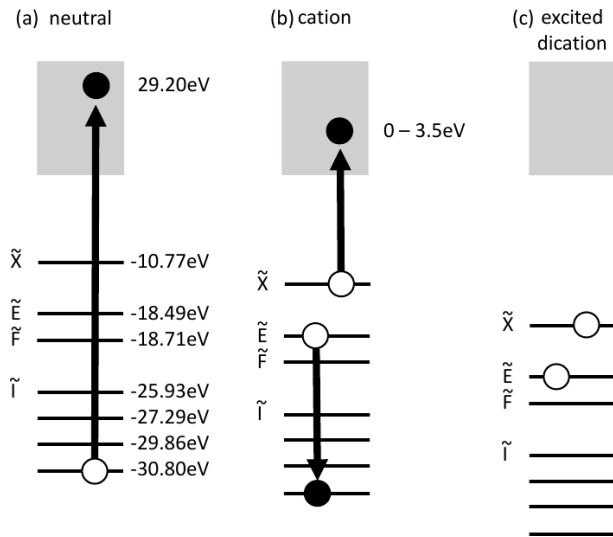 (a) neutral
29.20eV
X̃
-10.77eV
Ẽ
-18.49eV
F̃
-18.71eV
Ĩ
-25.93eV
-27.29eV
-29.86eV
-30.80eV
(b) cation
0 – 3.5eV
X̃
Ẽ
F̃
Ĩ
(c) excited
dication
X̃
Ẽ
F̃
Ĩ